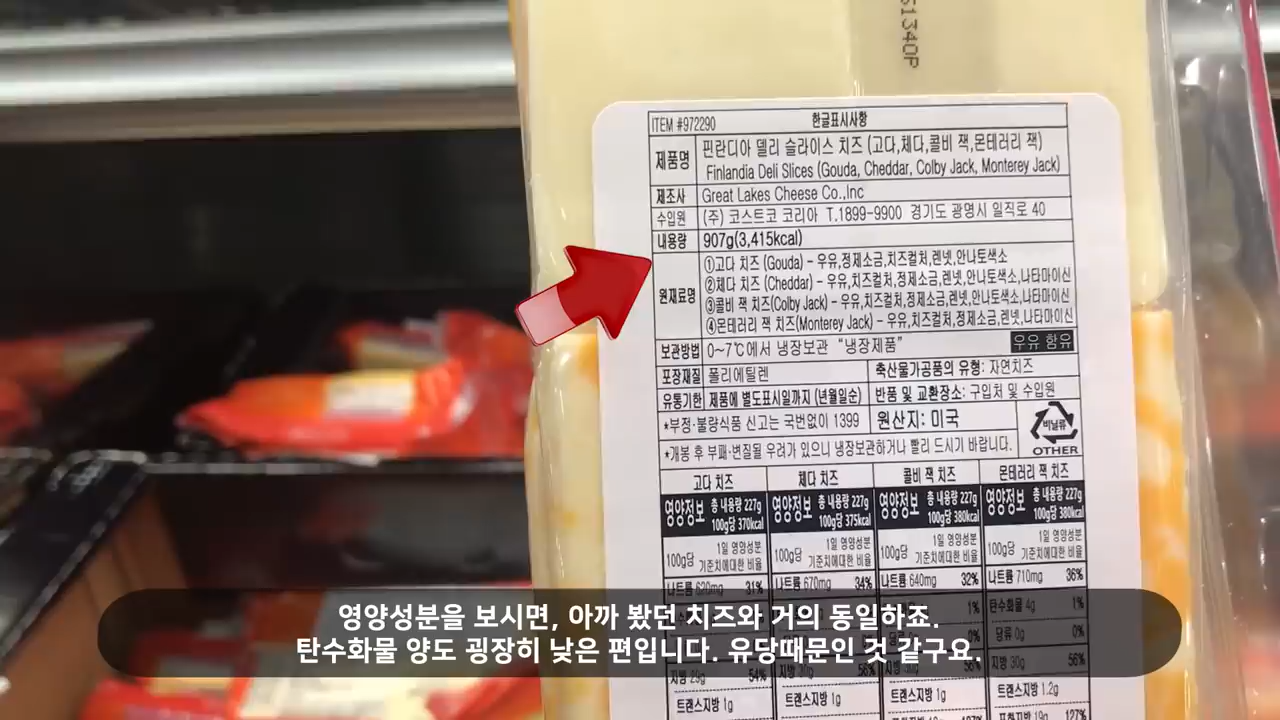 61340P
ITEM #972290 한글표시사항
제품명 핀란디아 델리 슬라이스 치즈 (고다,체다,콜비 잭,몬테러리 잭)
Finlandia Deli Slices (Gouda, Cheddar, Colby Jack, Monterey Jack)
제조사 Great Lakes Cheese Co.,Inc
수입원 (주) 코스트코 코리아 T.1899-9900 경기도 광명시 일직로 40
내용량 907g(3,415kcal)
원재료명 ①고다 치즈 (Gouda) - 우유,정제소금,치즈컬처,렌넷,안나토색소
②체다 치즈 (Cheddar) - 우유,치즈컬처,정제소금,렌넷,안나토색소,나타마이신
③콜비 잭 치즈(Colby Jack) - 우유,치즈컬처,정제소금,렌넷,안나토색소,나타마이신
④몬테러리 잭 치즈(Monterey Jack) - 우유,치즈컬처,정제소금,렌넷,나타마이신
보관방법 0~7℃에서 냉장보관 "냉장제품" 우유 함유
포장재질 폴리에틸렌 축산물가공품의 유형: 자연치즈
유통기한 제품에 별도표시일까지 (년월일순) 반품 및 교환장소: 구입처 및 수입원
*부정·불량식품 신고는 국번없이 1399 원산지: 미국 비닐류
*개봉 후 부패·변질될 우려가 있으니 냉장보관하거나 빨리 드시기 바랍니다. OTHER
고다 치즈 체다 치즈 콜비 잭 치즈 몬테러리 잭 치즈
영양정보 총 내용량 227g 영양정보 총 내용량 227g 영양정보 총 내용량 227g 영양정보 총 내용량 227g
100g당 370kcal 100g당 375kcal 100g당 380kcal 100g당 380kcal
100g당 1일 영양성분 기준치에대한 비율 100g당 1일 영양성분 기준치에대한 비율 100g당 1일 영양성분 기준치에대한 비율 100g당 1일 영양성분 기준치에대한 비율
나트륨 620mg 31% 나트륨 670mg 34% 나트륨 640mg 32% 나트륨 710mg 36%
1% 탄수화물 4g 1%
0% 당류 0g 0%
지방 29g 54% 지방 30g 56% 56% 지방 30g 56%
트랜스지방 1g 트랜스지방 1g 트랜스지방 1g 트랜스지방 1.2g
포화지방 19g 127%
영양성분을 보시면, 아까 봤던 치즈와 거의 동일하죠.
탄수화물 양도 굉장히 낮은 편입니다. 유당때문인 것 같구요.